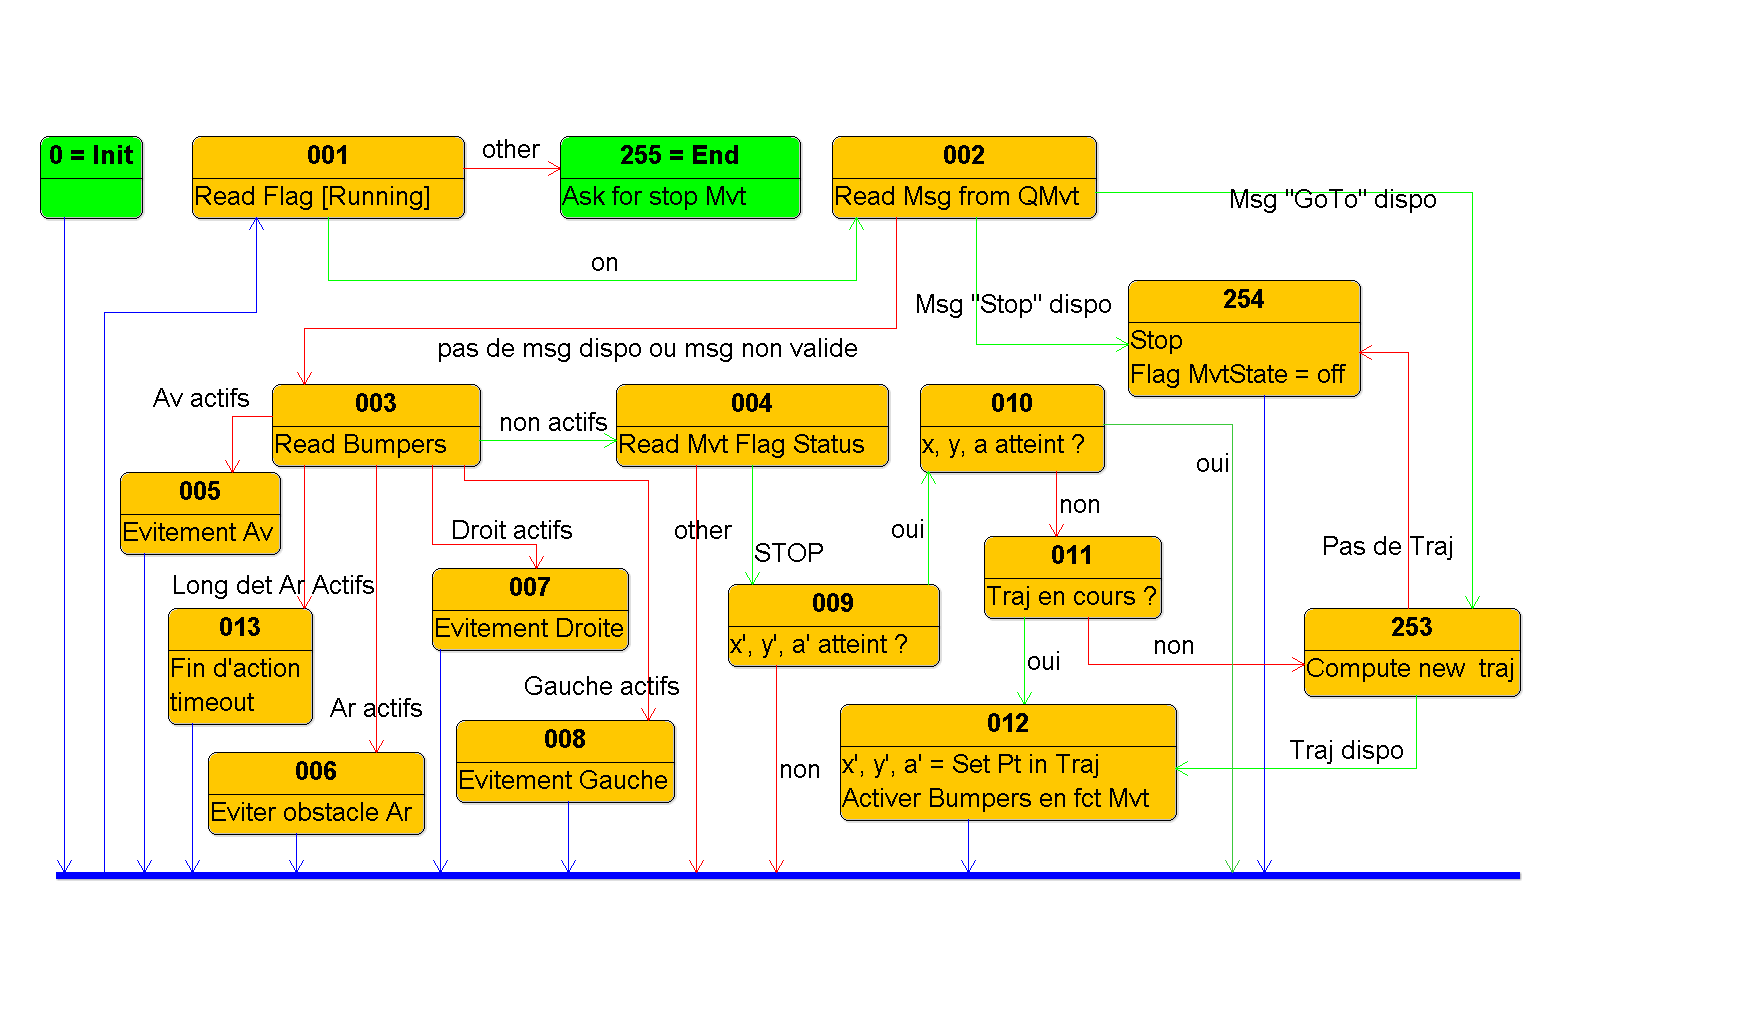 0 = Init
001
Read Flag [Running]
other
255 = End
Ask for stop Mvt
002
Read Msg from QMvt
Msg "GoTo" dispo
on
Msg "Stop" dispo
254
Stop
Flag MvtState = off
pas de msg dispo ou msg non valide
Av actifs
003
Read Bumpers
non actifs
004
Read Mvt Flag Status
010
x, y, a atteint ?
oui
005
Evitement Av
non
Droit actifs
other
oui
STOP
Pas de Traj
011
Traj en cours ?
Long det Ar Actifs
007
Evitement Droite
009
x', y', a' atteint ?
013
Fin d'action
timeout
253
Compute new  traj
non
oui
Gauche actifs
Ar actifs
008
Evitement Gauche
012
x', y', a' = Set Pt in Traj
Activer Bumpers en fct Mvt
Traj dispo
006
Eviter obstacle Ar
non